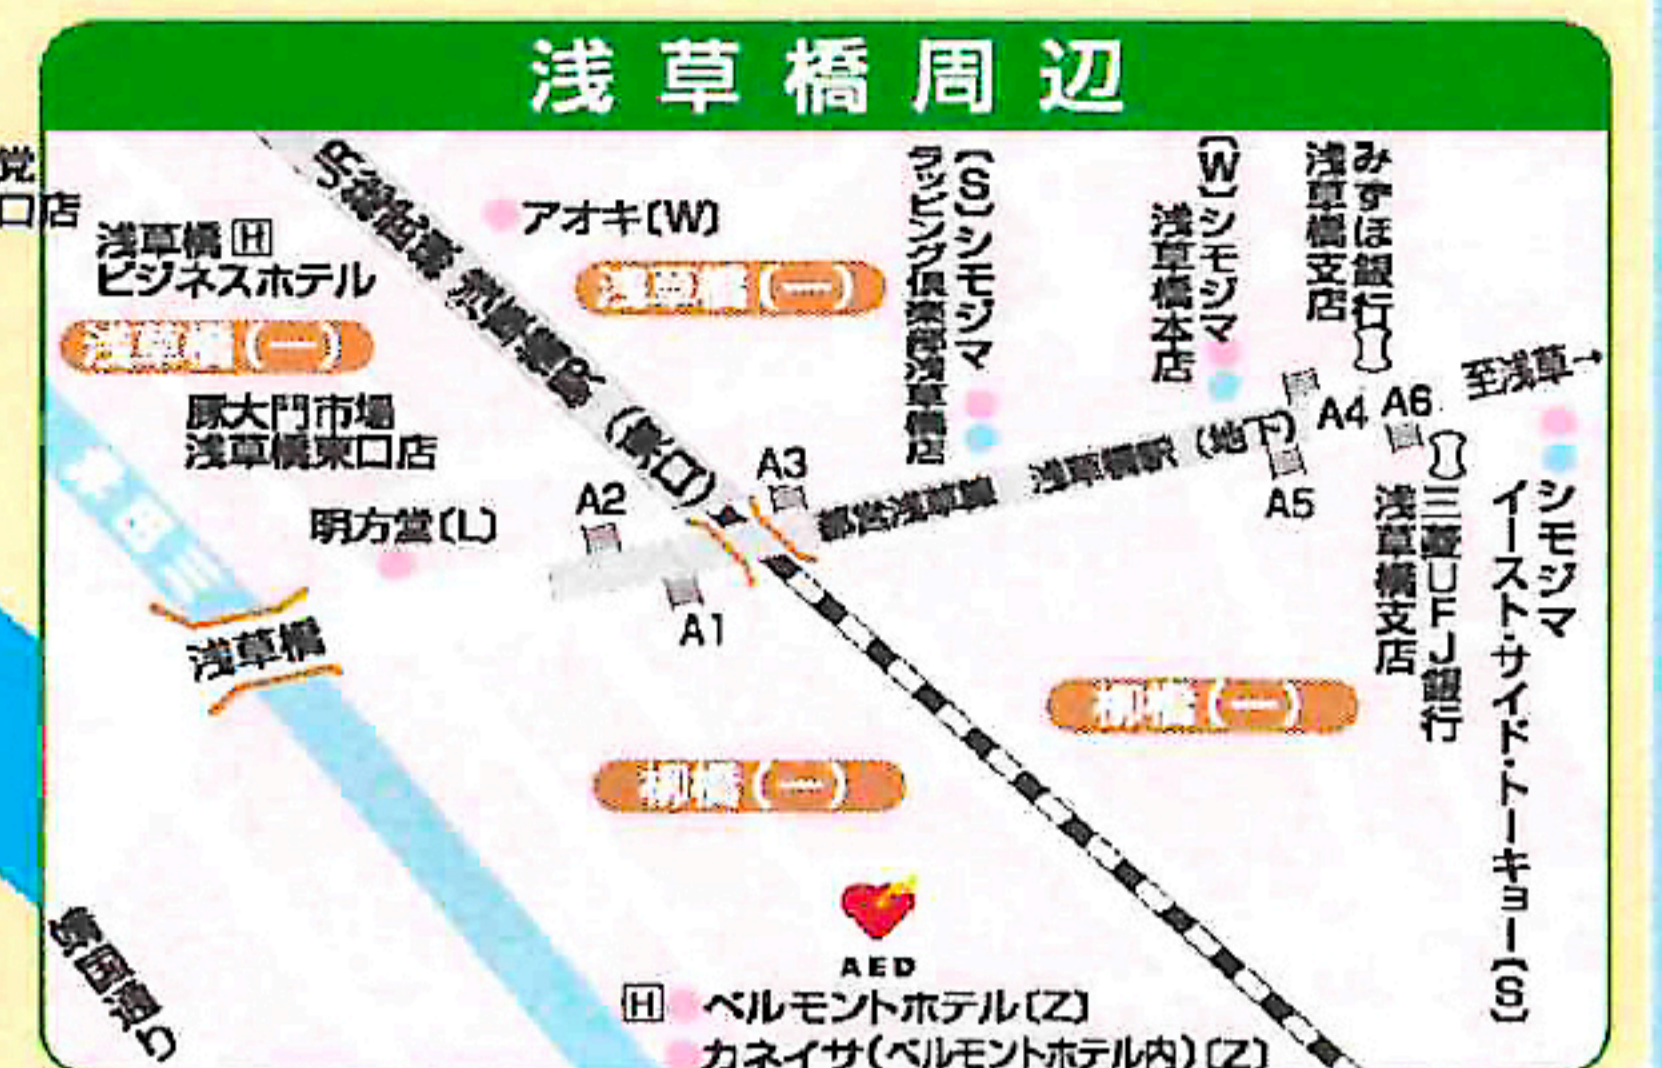 浅草橋周辺
口店
浅草橋 H
ビジネスホテル
浅草橋(一)
豚大門市場
浅草橋東口店
明方堂〔L〕
JR総武線 浅草橋駅 (東口)
アオキ〔W〕
浅草橋(一)
〔S〕シモジマ
ラッピング倶楽部浅草橋店
〔W〕シモジマ
浅草橋本店
みずほ銀行
浅草橋支店
至浅草→
A3
A2
A1
都営浅草線 浅草橋駅 (地下)
A4
A6
A5
三菱UFJ銀行
浅草橋支店
シモジマ
イースト・サイド・トーキョー〔S〕
神田川
浅草橋
柳橋(一)
柳橋(一)
AED
H ベルモントホテル〔Z〕
カネイサ(ベルモントホテル内)〔Z〕